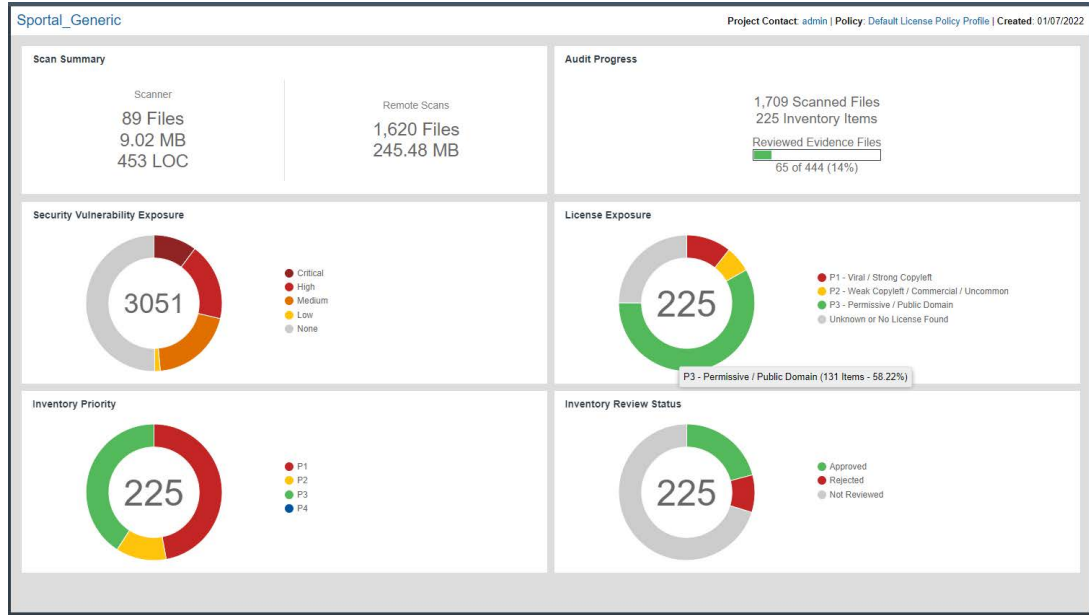 Sportal_Generic
Project Contact: admin | Policy: Default License Policy Profile | Created: 01/07/2022
Scan Summary
Scanner
89 Files
9.02 MB
453 LOC
Remote Scans
1,620 Files
245.48 MB
Audit Progress
1,709 Scanned Files
225 Inventory Items
Reviewed Evidence Files
65 of 444 (14%)
Security Vulnerability Exposure
3051
Critical
High
Medium
Low
None
License Exposure
225
P1 - Viral / Strong Copyleft
P2 - Weak Copyleft / Commercial / Uncommon
P3 - Permissive / Public Domain
Unknown or No License Found
P3 - Permissive / Public Domain (131 Items - 58.22%)
Inventory Priority
225
P1
P2
P3
P4
Inventory Review Status
225
Approved
Rejected
Not Reviewed